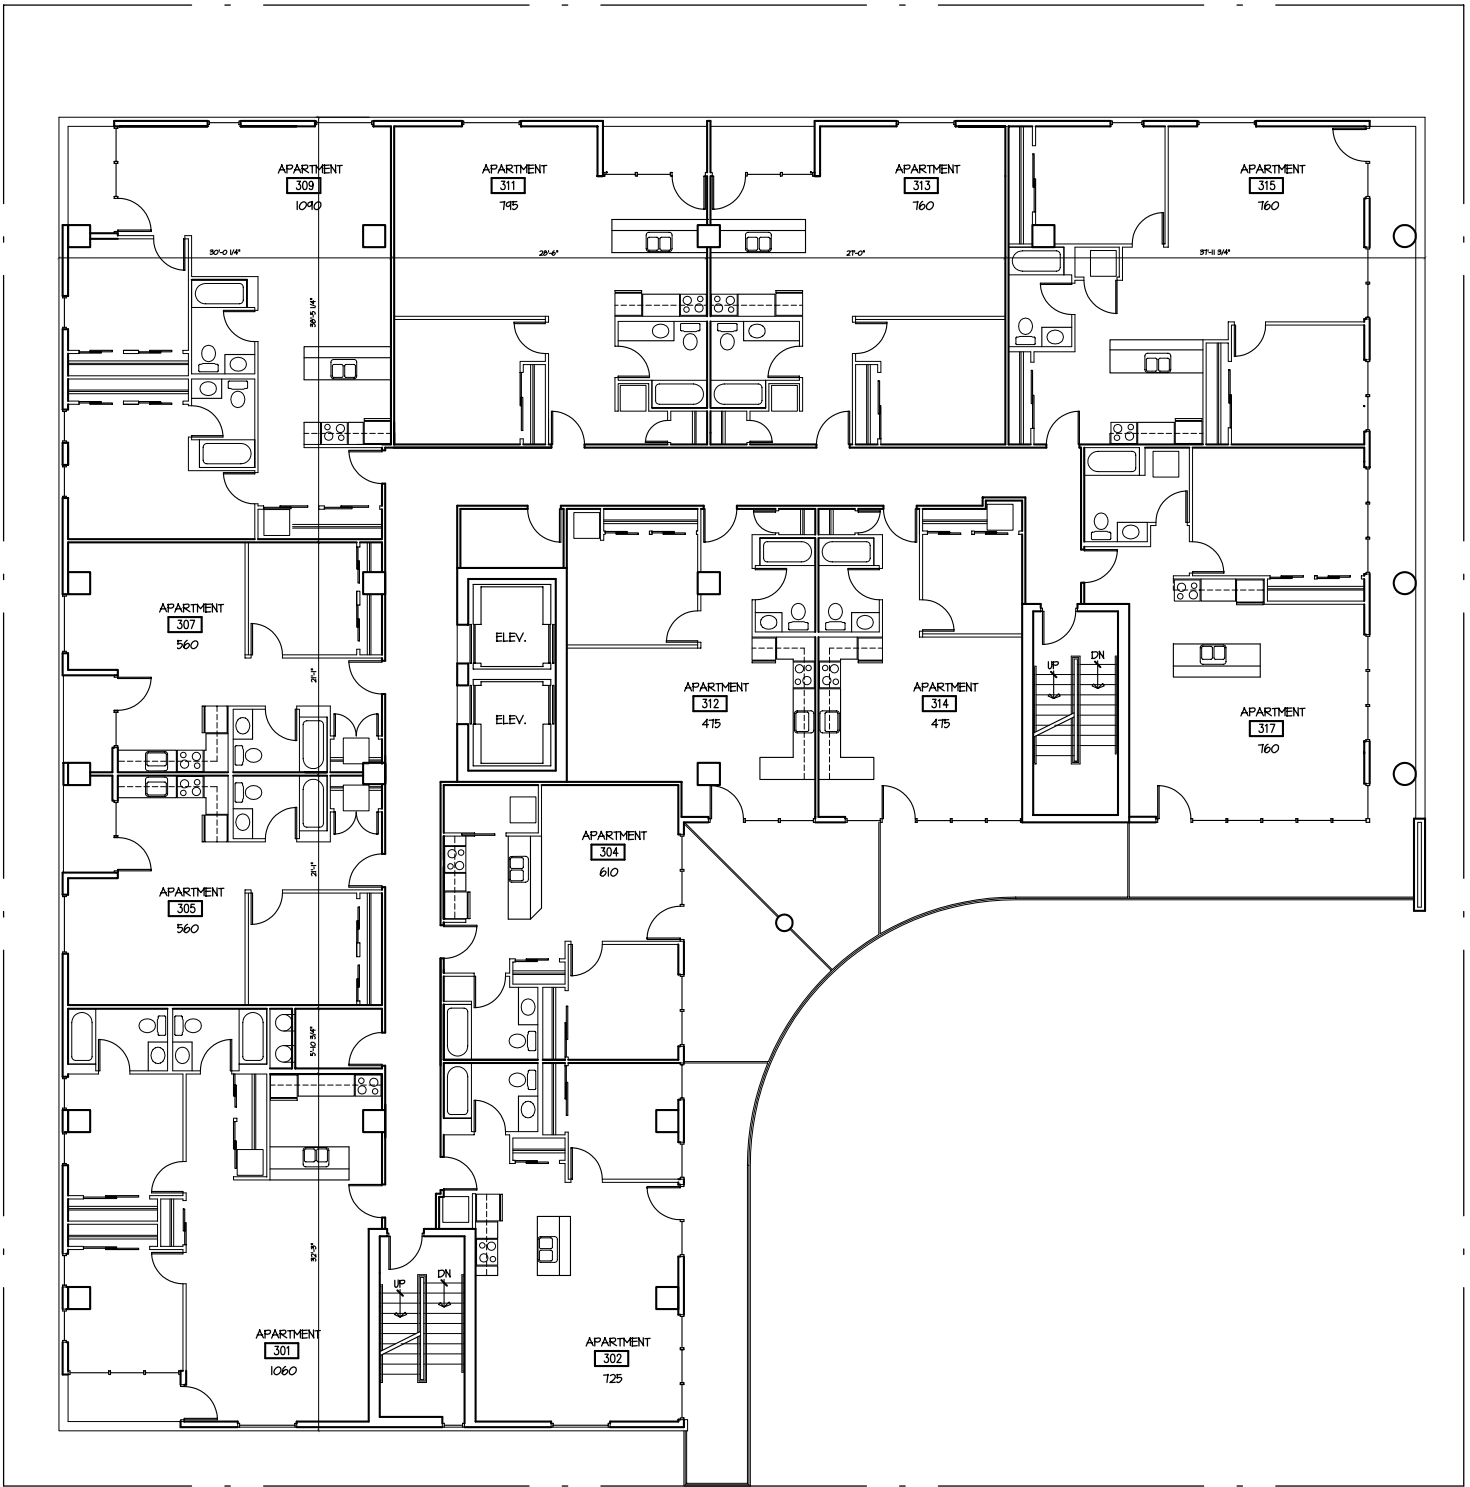 APARTMENT
309
1090
APARTMENT
311
795
APARTMENT
313
760
APARTMENT
315
760
30'-0 1/4"
28'-6"
27'-0"
37'-11 3/4"
38'-5 1/4"
APARTMENT
307
560
ELEV.
ELEV.
21'-1"
APARTMENT
312
475
APARTMENT
314
475
UP
DN
APARTMENT
317
760
APARTMENT
304
610
21'-1"
APARTMENT
305
560
5'-10 3/4"
32'-3"
UP
DN
APARTMENT
301
1060
APARTMENT
302
725